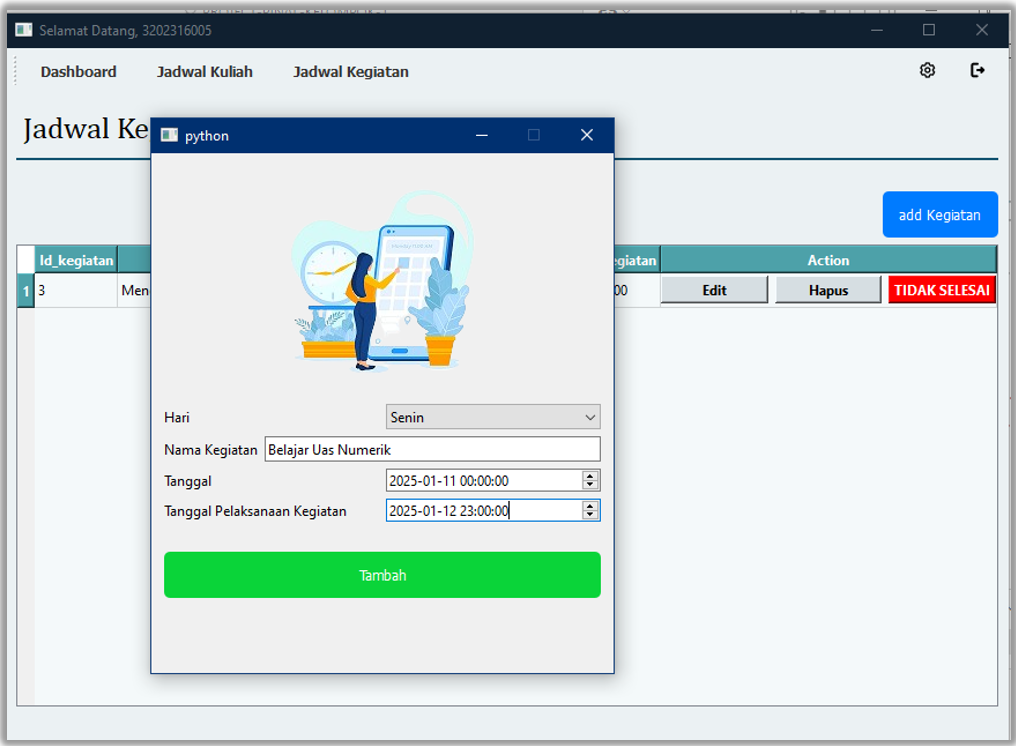 Selamat Datang, 3202316005
Dashboard Jadwal Kuliah Jadwal Kegiatan
Jadwal Ke
python
add Kegiatan
Id_kegiatan egiatan Action
1 3 Men 00 Edit Hapus TIDAK SELESAI
Hari Senin
Nama Kegiatan Belajar Uas Numerik
Tanggal 2025-01-11 00:00:00
Tanggal Pelaksanaan Kegiatan 2025-01-12 23:00:00
Tambah